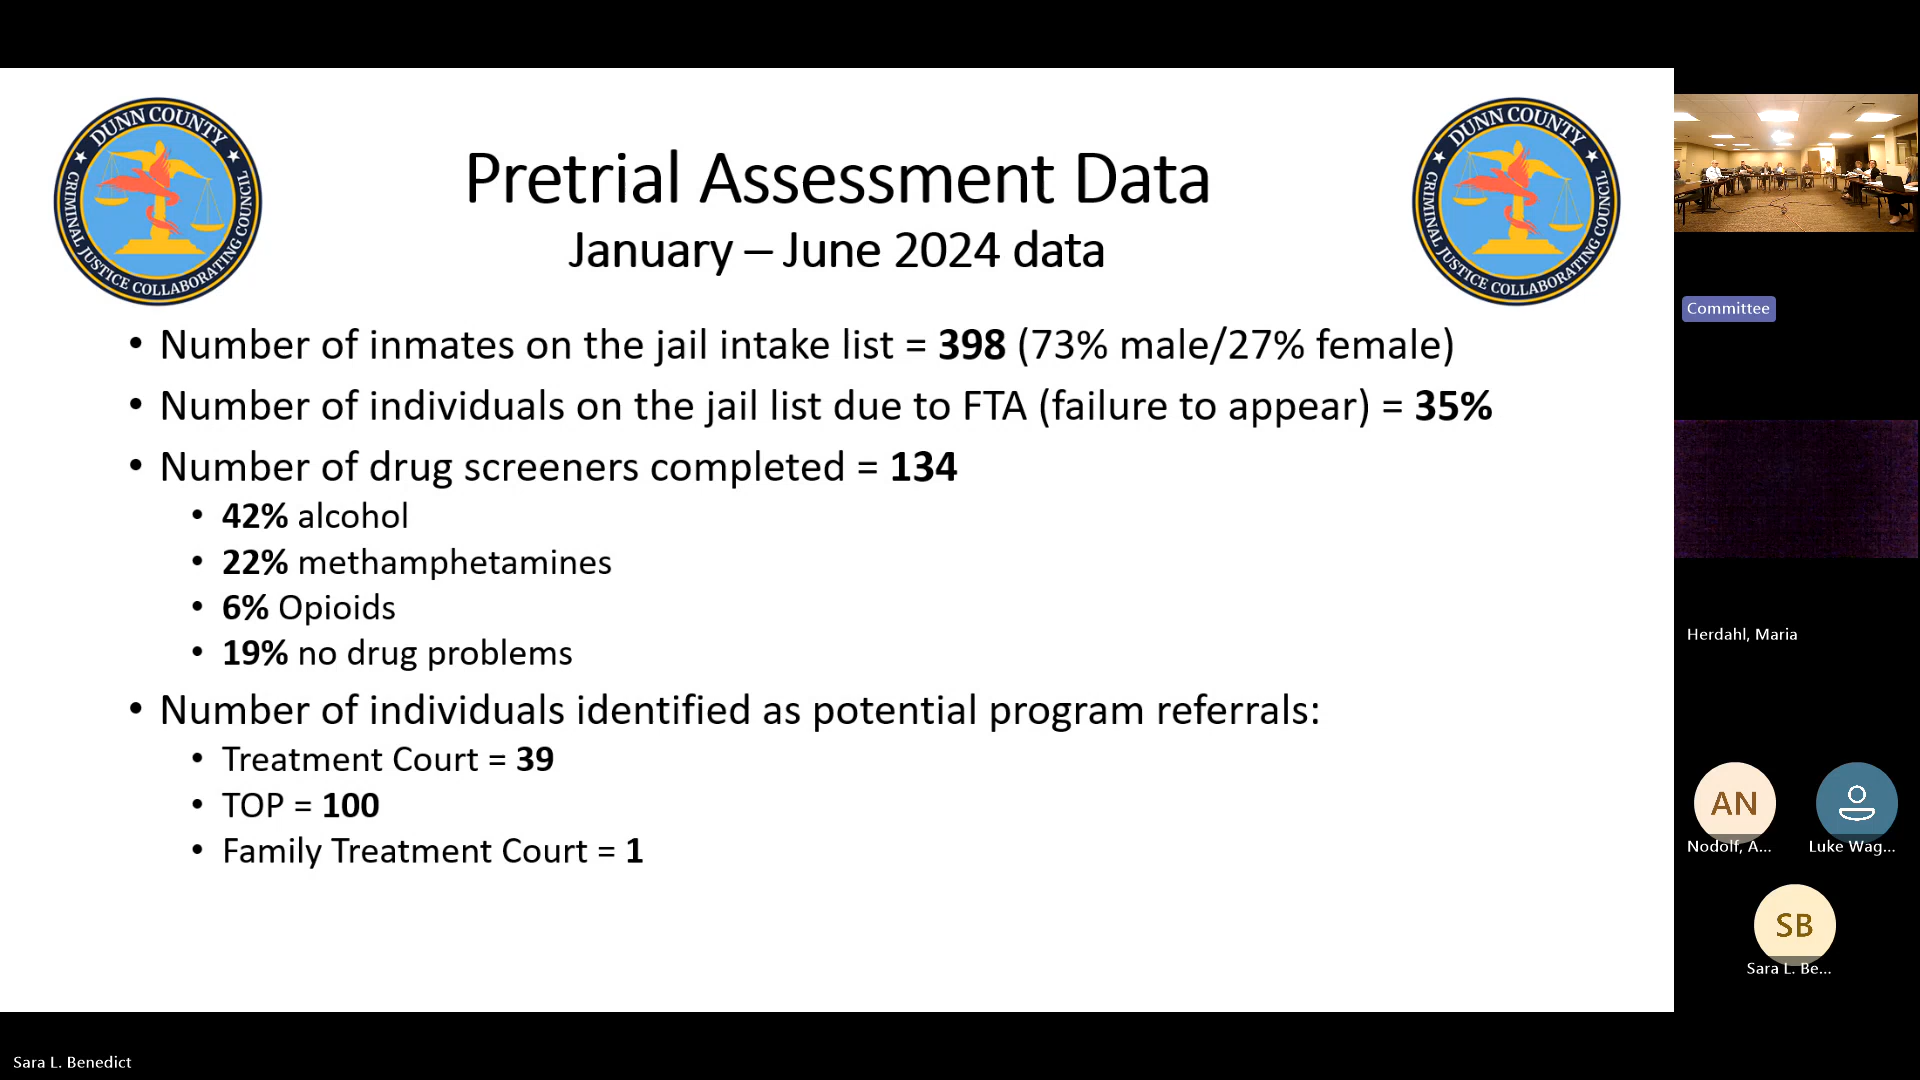 DUNN COUNTY
CRIMINAL JUSTICE COLLABORATING COUNCIL
DUNN COUNTY
CRIMINAL JUSTICE COLLABORATING COUNCIL
Pretrial Assessment Data
January – June 2024 data
• Number of inmates on the jail intake list = 398 (73% male/27% female)
• Number of individuals on the jail list due to FTA (failure to appear) = 35%
• Number of drug screeners completed = 134
• 42% alcohol
• 22% methamphetamines
• 6% Opioids
• 19% no drug problems
• Number of individuals identified as potential program referrals:
• Treatment Court = 39
• TOP = 100
• Family Treatment Court = 1
Committee
Herdahl, Maria
AN
Nodolf, A...
Luke Wag...
SB
Sara L. Be...
Sara L. Benedict